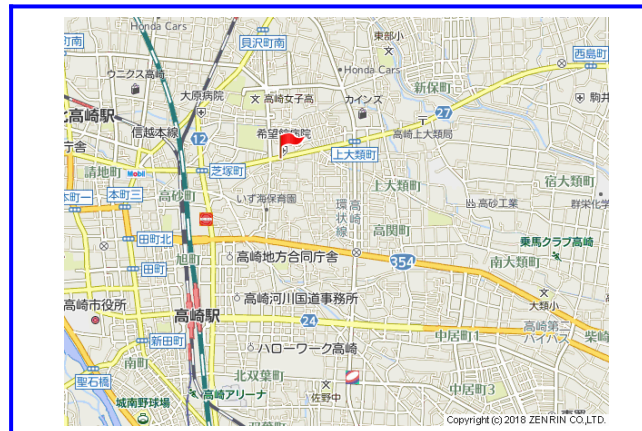 Honda Cars
町南
貝沢町南
東部小
西島町
ウニクス高崎
Honda Cars
大原病院
高崎女子高
カインズ
新保町
駒井
北高崎駅
信越本線
12
希望館病院
27
高崎上大類局
庁舎
上大類町
請地町
Mobil
芝塚町
宿大類町
本町一
本町三
高砂町
いずみ保育園
高崎環状線
上大類町
高砂工業
群栄化学
田町北
高関町
旭町
高崎地方合同庁舎
乗馬クラブ高崎
田町
354
南大類町
高崎市役所
高崎河川国道事務所
大類小
高崎駅
24
高崎第二
バイパス
柴崎
新田町
中居町1
南町
ハローワーク高崎
聖石橋
北双葉町
高崎アリーナ
佐野中
中居町3
城南野球場
双葉町
Copyright (c) 2018 ZENRIN CO.,LTD.